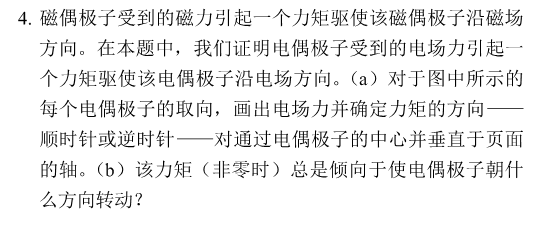 4. 磁偶极子受到的磁力引起一个力矩驱使该磁偶极子沿磁场
方向。在本题中，我们证明电偶极子受到的电场力引起一
个力矩驱使该电偶极子沿电场方向。（a）对于图中所示的
每个电偶极子的取向，画出电场力并确定力矩的方向——
顺时针或逆时针——对通过电偶极子的中心并垂直于页面
的轴。（b）该力矩（非零时）总是倾向于使电偶极子朝什
么方向转动？